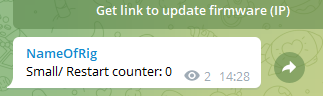 Get link to update firmware (IP)
NameOfRig
Small/ Restart counter: 0
2 14:28